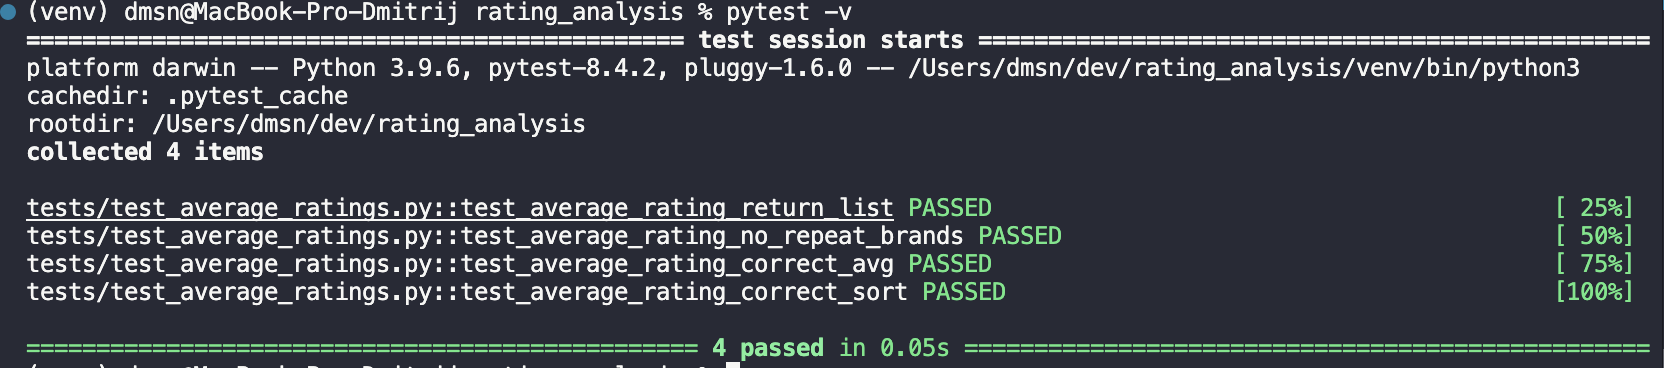 (venv) dmsn@MacBook-Pro-Dmitrij rating_analysis % pytest -v
=============================================== test session starts ================================================
platform darwin -- Python 3.9.6, pytest-8.4.2, pluggy-1.6.0 -- /Users/dmsn/dev/rating_analysis/venv/bin/python3
cachedir: .pytest_cache
rootdir: /Users/dmsn/dev/rating_analysis
collected 4 items
tests/test_average_ratings.py::test_average_rating_return_list PASSED [ 25%]
tests/test_average_ratings.py::test_average_rating_no_repeat_brands PASSED [ 50%]
tests/test_average_ratings.py::test_average_rating_correct_avg PASSED [ 75%]
tests/test_average_ratings.py::test_average_rating_correct_sort PASSED [100%]
================================================ 4 passed in 0.05s =================================================